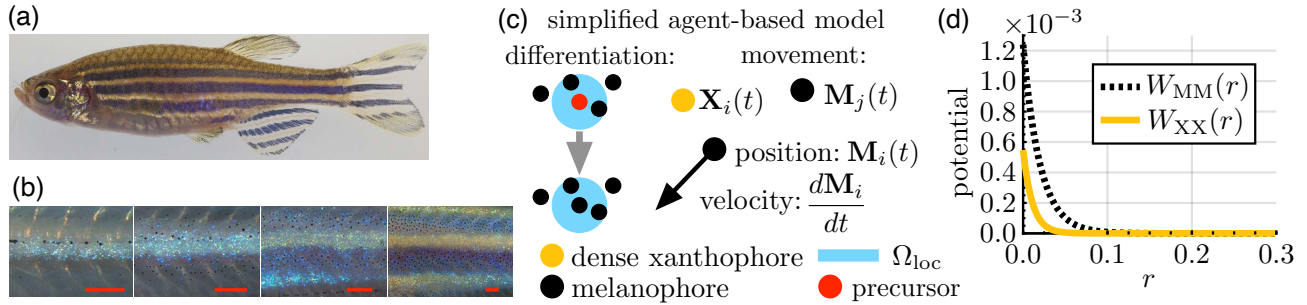 (a)
(b)
(c) simplified agent-based model
differentiation: movement:
X_i(t) M_j(t)
position: M_i(t)
velocity: dM_i/dt
dense xanthophore Ω_loc
melanophore precursor
(d)
×10⁻³
potential
1.2
1.0
0.8
0.6
0.4
0.2
0.0
W_MM(r)
W_XX(r)
0.0 0.1 0.2 0.3
r